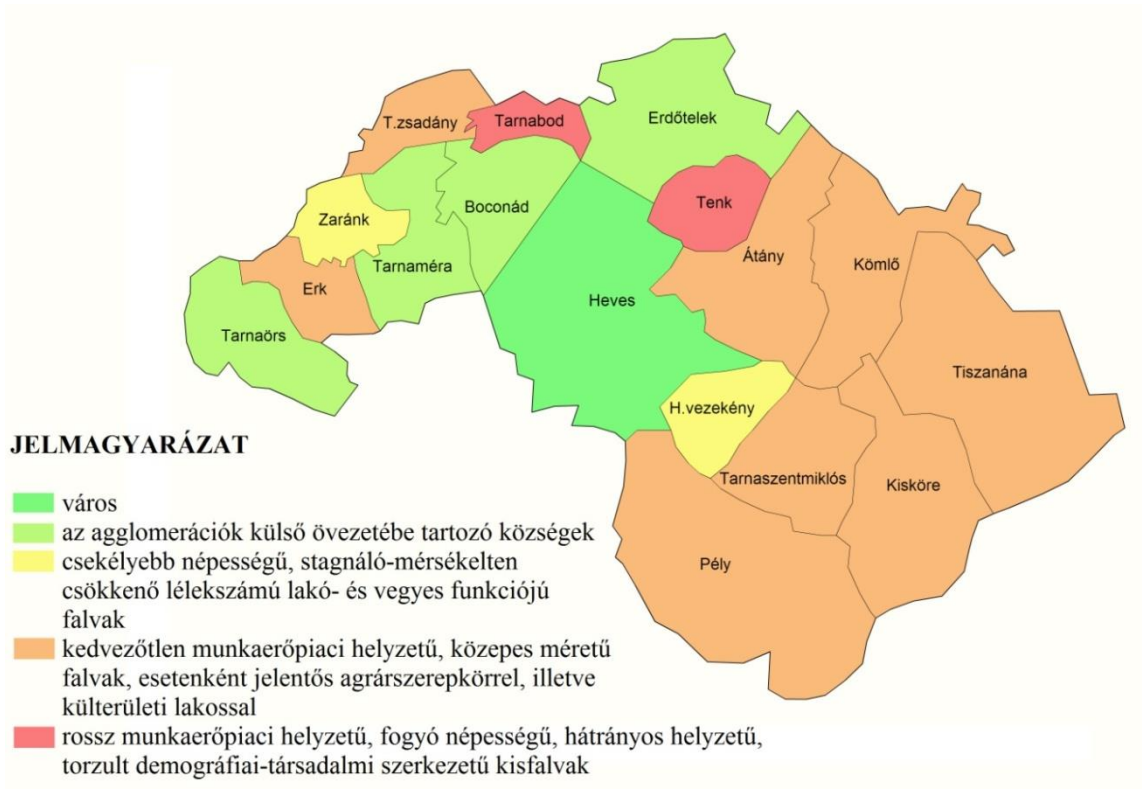 T.zsadány
Tarnabod
Erdőtelek
Zaránk
Boconád
Tenk
Tarnaméra
Átány
Kömlő
Erk
Heves
Tarnaörs
Tiszanána
H.vezekény
Tarnaszentmiklós
Kisköre
Pély
JELMAGYARÁZAT
város
az agglomerációk külső övezetébe tartozó községek
csekélyebb népességű, stagnáló-mérsékelten
csökkenő lélekszámú lakó- és vegyes funkciójú
falvak
kedvezőtlen munkaerőpiaci helyzetű, közepes méretű
falvak, esetenként jelentős agrárszerepkörrel, illetve
külterületi lakossal
rossz munkaerőpiaci helyzetű, fogyó népességű, hátrányos helyzetű,
torzult demográfiai-társadalmi szerkezetű kisfalvak